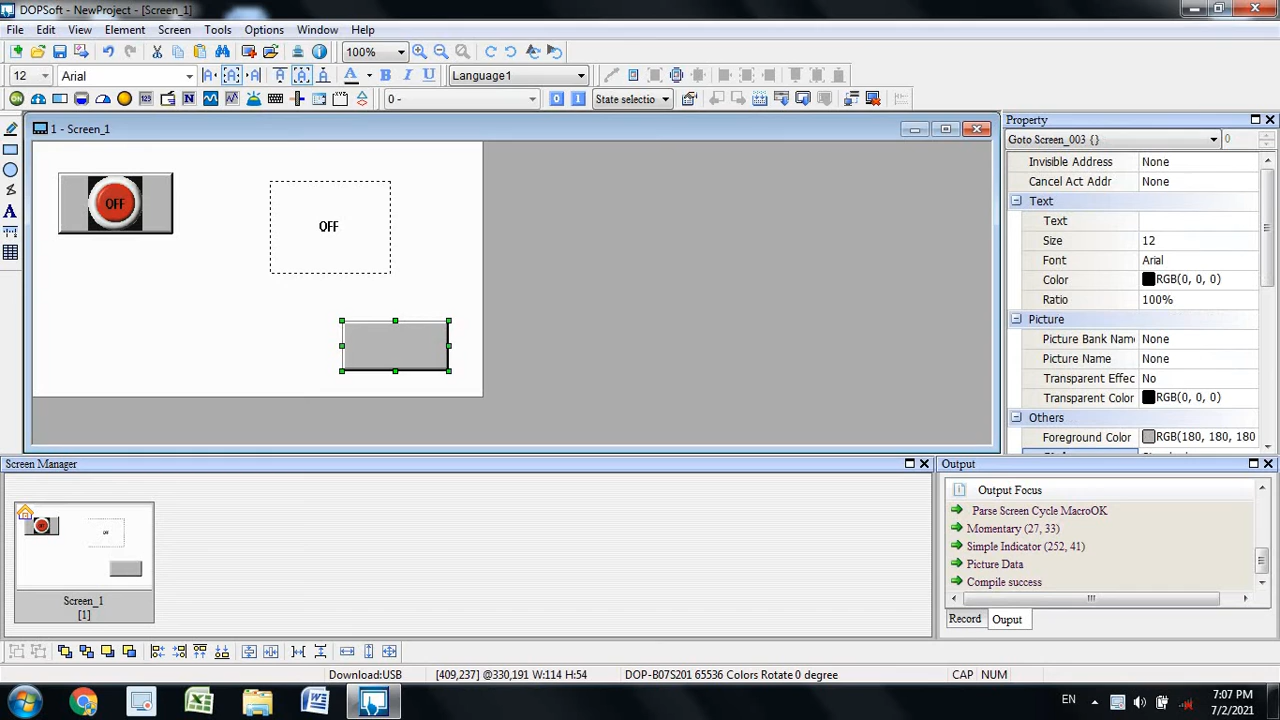 DOPSoft - NewProject - [Screen_1]
File Edit View Element Screen Tools Options Window Help
100%
12 Arial Language1
0 - 0 1 State selectio
1 - Screen_1
OFF
OFF
Property
Goto Screen_003 {} 0
Invisible Address None
Cancel Act Addr None
Text
Text
Size 12
Font Arial
Color RGB(0, 0, 0)
Ratio 100%
Picture
Picture Bank Name None
Picture Name None
Transparent Effec No
Transparent Color RGB(0, 0, 0)
Others
Foreground Color RGB(180, 180, 180
Screen Manager
Screen_1
[1]
Output
Output Focus
Parse Screen Cycle MacroOK
Momentary (27, 33)
Simple Indicator (252, 41)
Picture Data
Compile success
Record Ouput
Download:USB [409,237] @330,191 W:114 H:54 DOP-B07S201 65536 Colors Rotate 0 degree CAP NUM
EN 7:07 PM
7/2/2021